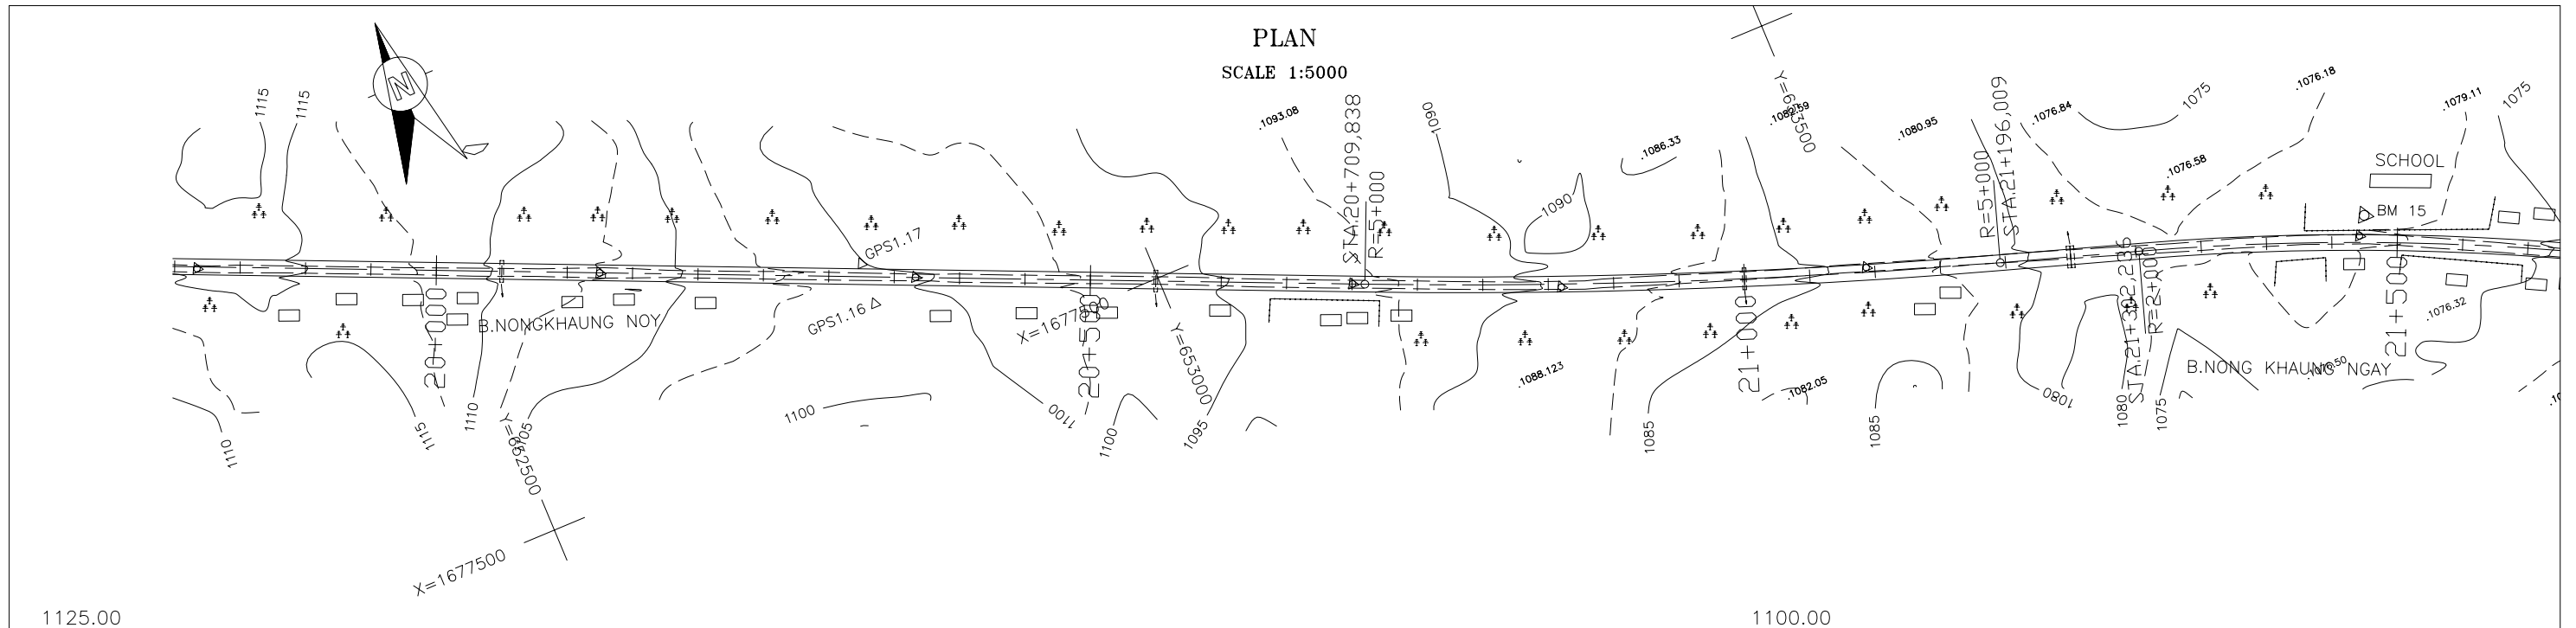 PLAN
SCALE 1:5000
N
1115
1115
.1093.08
STA.20+709,838
R=5+000
1090
.1086.33
1090
Y=653500
.1082.59
.1080.95
R=5+000
STA.21+196,009
.1076.84
1075
.1076.18
.1076.58
.1079.11
1075
SCHOOL
BM 15
GPS1.17
GPS1.16
B.NONGKHAUNG NOY
20+000
20+500
21+000
21+500
Y=653000
STA.21+302,236
R=2+000
.1076.32
B.NONG KHAUNG NGAY
1110
1115
1110
1100
1100
1100
1095
.1088.123
1085
.1082.05
1085
1080
1080
1075
X=1677500
1125.00
1100.00